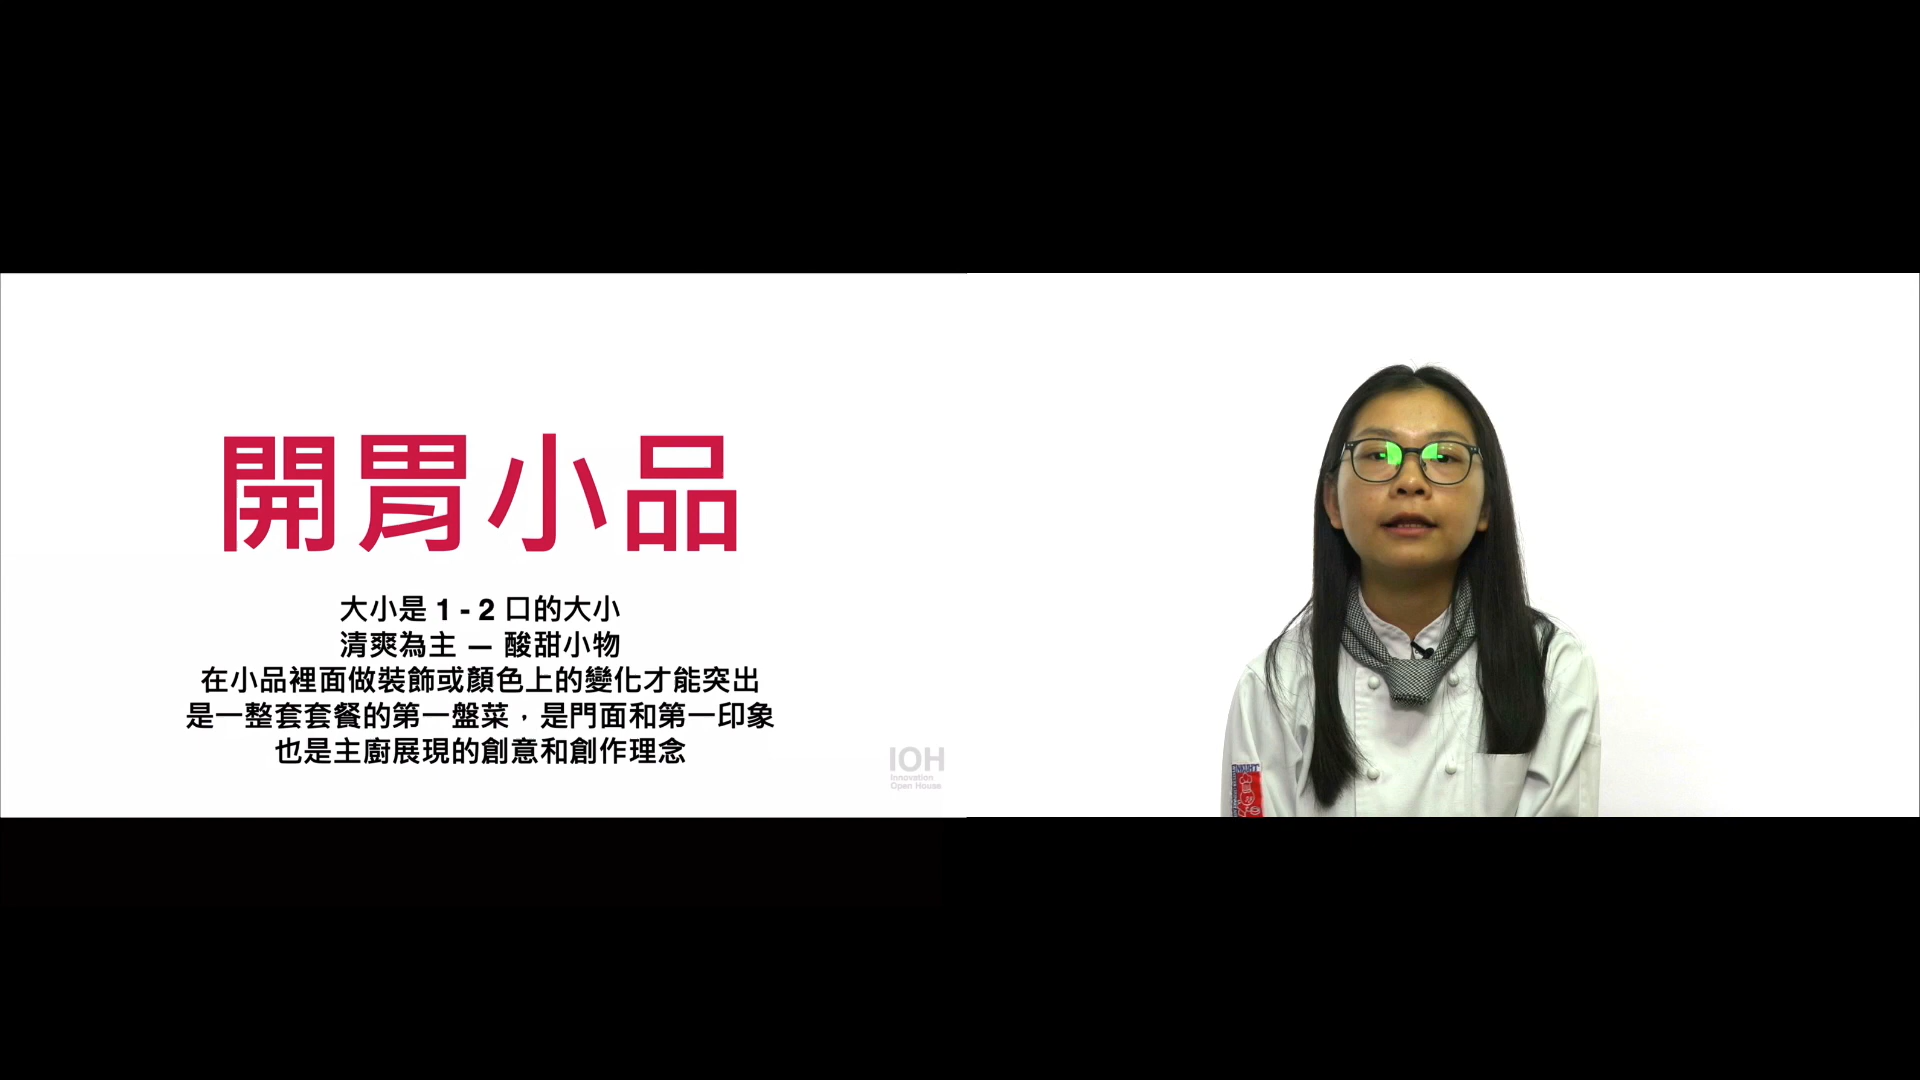 開胃小品
大小是 1 - 2 口的大小
清爽為主 — 酸甜小物
在小品裡面做裝飾或顏色上的變化才能突出
是一整套套餐的第一盤菜，是門面和第一印象
也是主廚展現的創意和創作理念
IOH
Innovation
Open House